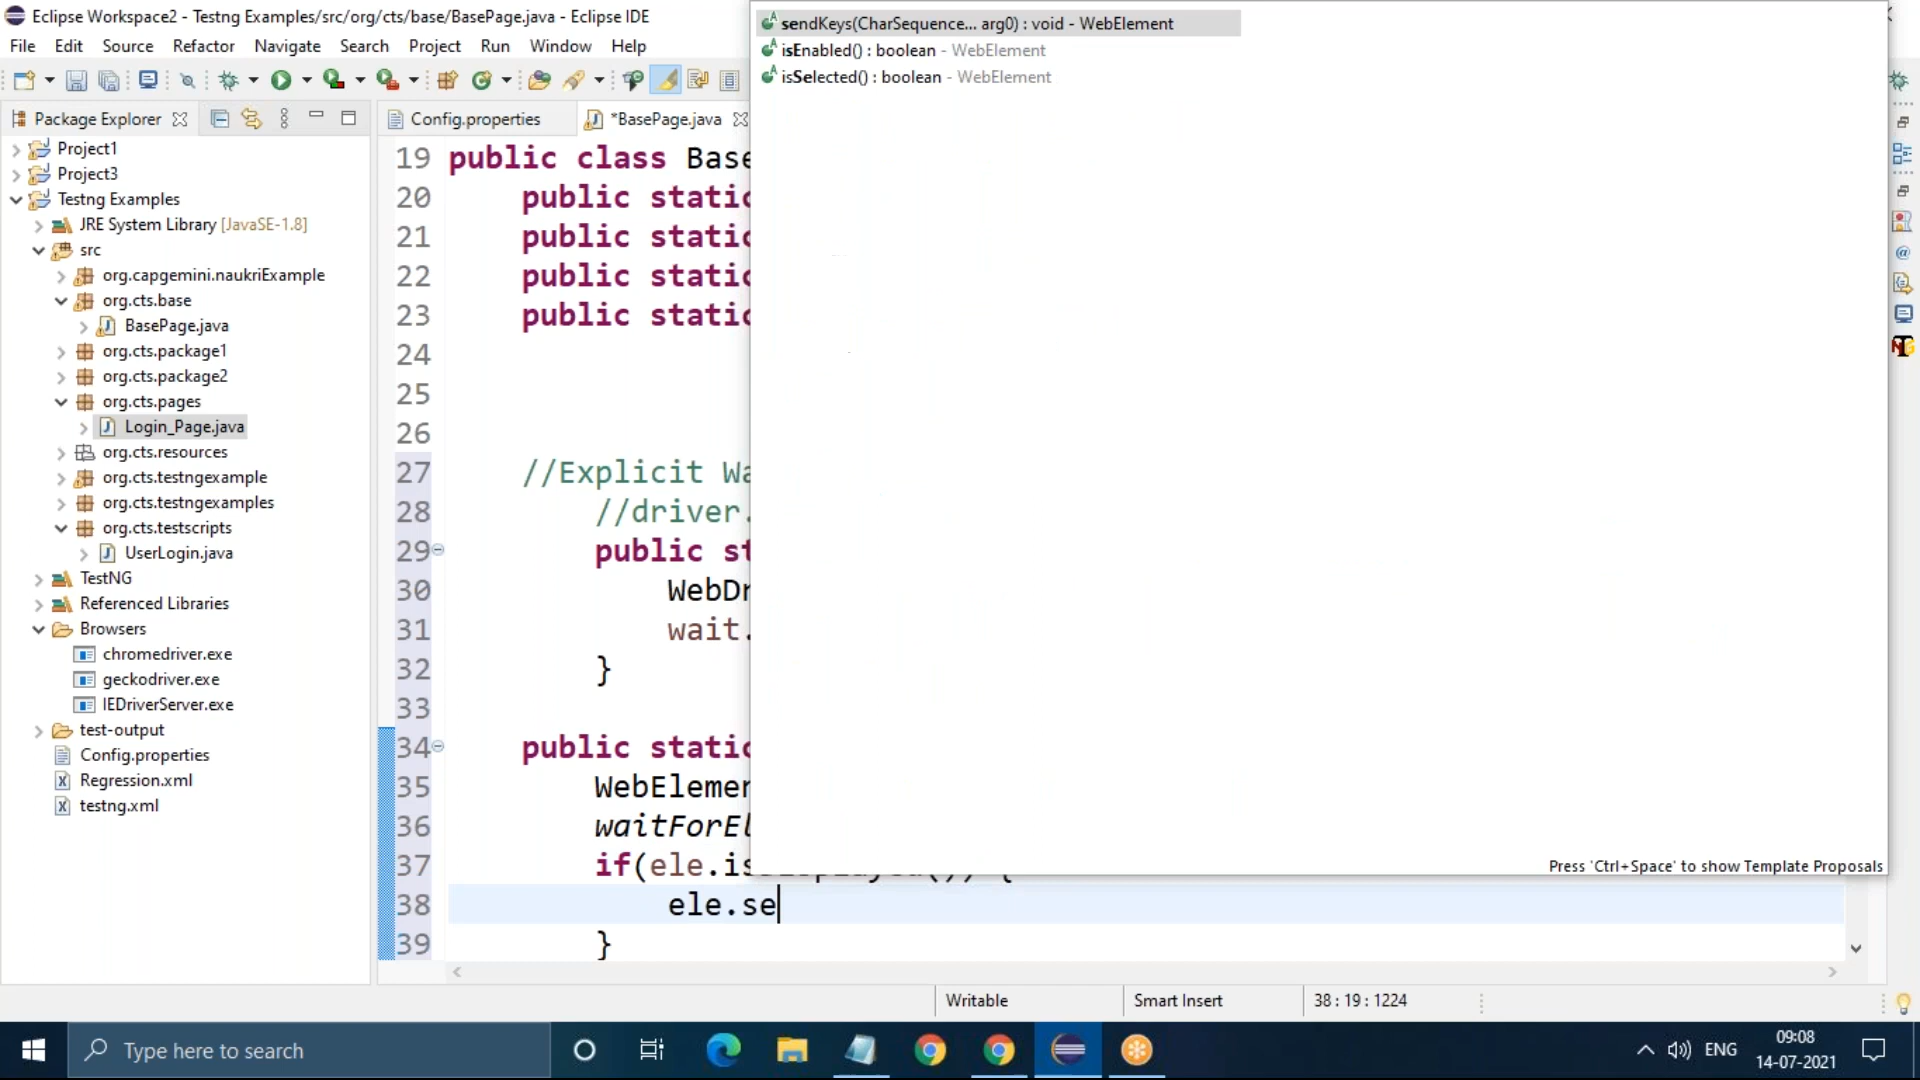 Eclipse Workspace2 - Testng Examples/src/org/cts/base/BasePage.java - Eclipse IDE
File Edit Source Refactor Navigate Search Project Run Window Help
Package Explorer
Project1
Project3
Testng Examples
JRE System Library [JavaSE-1.8]
src
org.capgemini.naukriExample
org.cts.base
BasePage.java
org.cts.package1
org.cts.package2
org.cts.pages
Login_Page.java
org.cts.resources
org.cts.testngexample
org.cts.testngexamples
org.cts.testscripts
UserLogin.java
TestNG
Referenced Libraries
Browsers
chromedriver.exe
geckodriver.exe
IEDriverServer.exe
test-output
Config.properties
Regression.xml
testng.xml
Config.properties *BasePage.java
19 public class Base
20 public static
21 public static
22 public static
23 public static
24
25
26
27 //Explicit Wa
28 //driver.
29 public st
30 WebDr
31 wait.
32 }
33
34 public static
35 WebElemen
36 waitForEl
37 if(ele.isDisplayed()) {
38 ele.se
39 }
sendKeys(CharSequence... arg0) : void - WebElement
isEnabled() : boolean - WebElement
isSelected() : boolean - WebElement
Press 'Ctrl+Space' to show Template Proposals
Writable Smart Insert 38 : 19 : 1224
Type here to search
ENG
09:08
14-07-2021